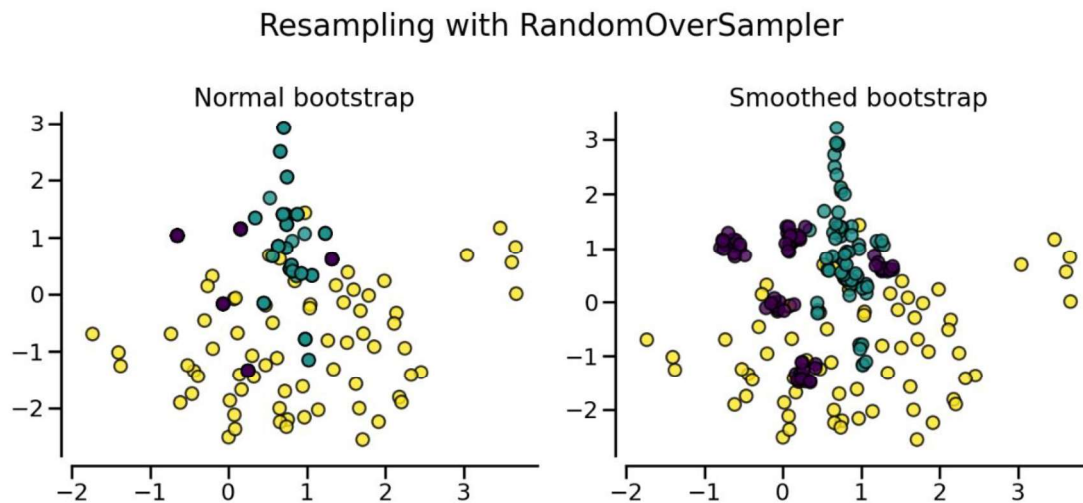 Resampling with RandomOverSampler
Normal bootstrap
Smoothed bootstrap
3
2
1
0
−1
−2
−2 −1 0 1 2 3
3
2
1
0
−1
−2
−2 −1 0 1 2 3